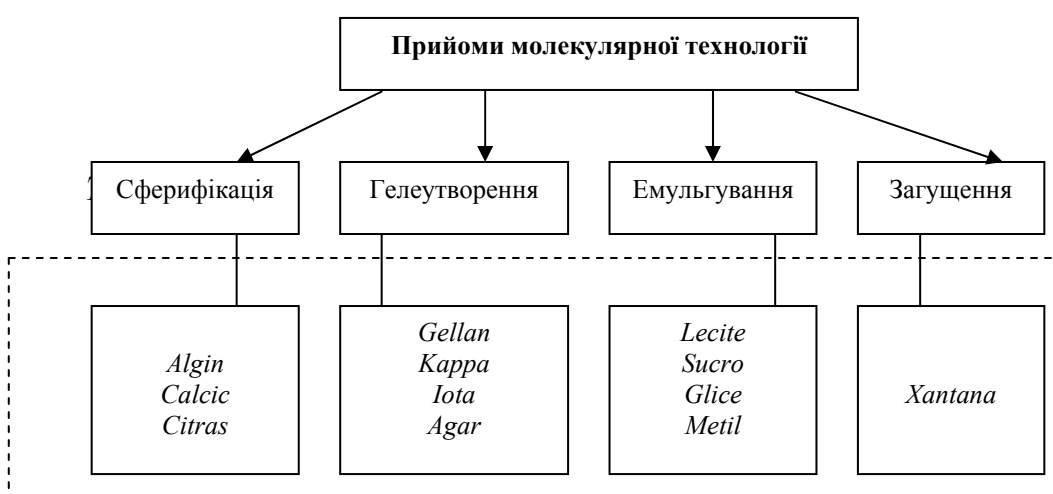 Прийоми молекулярної технології
Сферифікація
Гелеутворення
Емульгування
Загущення
Algin
Calcic
Citras
Gellan
Kappa
Iota
Agar
Lecite
Sucro
Glice
Metil
Xantana